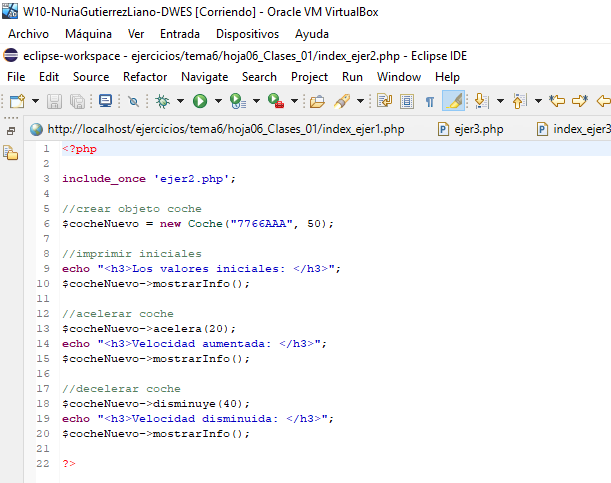 W10-NuriaGutierrezLiano-DWES [Corriendo] - Oracle VM VirtualBox
Archivo Máquina Ver Entrada Dispositivos Ayuda
eclipse-workspace - ejercicios/tema6/hoja06_Clases_01/index_ejer2.php - Eclipse IDE
File Edit Source Refactor Navigate Search Project Run Window Help
http://localhost/ejercicios/tema6/hoja06_Clases_01/index_ejer1.php ejer3.php index_ejer3
1 <?php
2
3 include_once 'ejer2.php';
4
5 //crear objeto coche
6 $cocheNuevo = new Coche("7766AAA", 50);
7
8 //imprimir iniciales
9 echo "<h3>Los valores iniciales: </h3>";
10 $cocheNuevo->mostrarInfo();
11
12 //acelerar coche
13 $cocheNuevo->acelera(20);
14 echo "<h3>Velocidad aumentada: </h3>";
15 $cocheNuevo->mostrarInfo();
16
17 //decelerar coche
18 $cocheNuevo->disminuye(40);
19 echo "<h3>Velocidad disminuida: </h3>";
20 $cocheNuevo->mostrarInfo();
21
22 ?>